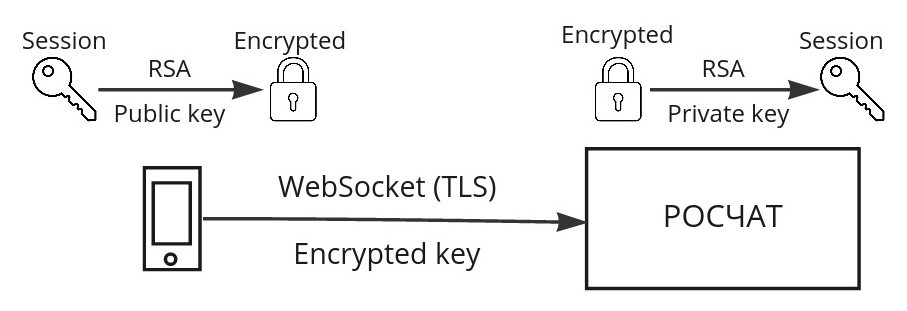 Session
RSA
Public key
Encrypted
Encrypted
RSA
Private key
Session
WebSocket (TLS)
Encrypted key
РОСЧАТ